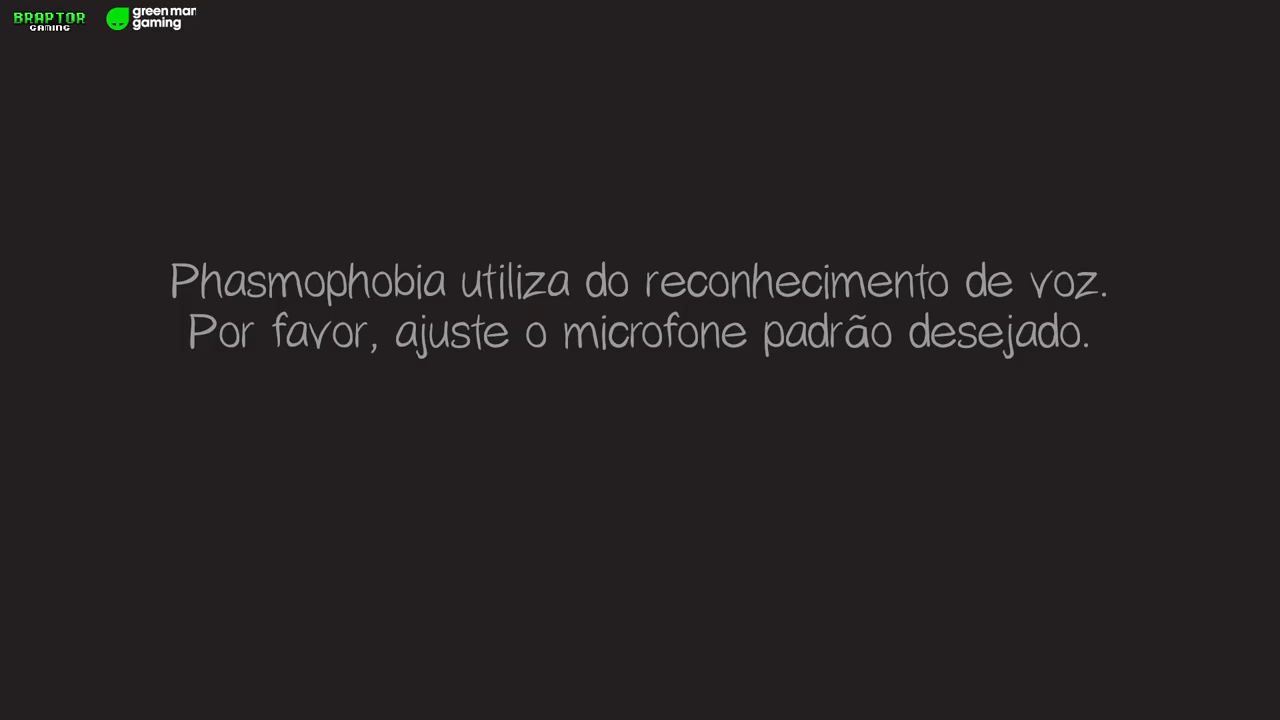 BRAPTOR
GAMING
green man
gaming
Phasmophobia utiliza do reconhecimento de voz.
Por favor, ajuste o microfone padrão desejado.